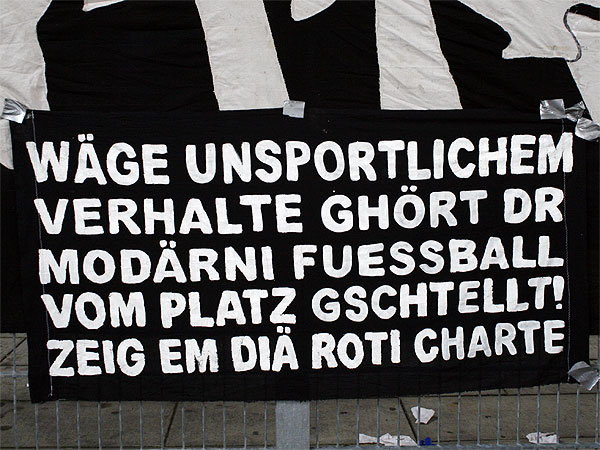 WÄGE UNSPORTLICHEM
VERHALTE GHÖRT DR
MODÄRNI FUESSBALL
VOM PLATZ GSCHTELLT!
ZEIG EM DIÄ ROTI CHARTE